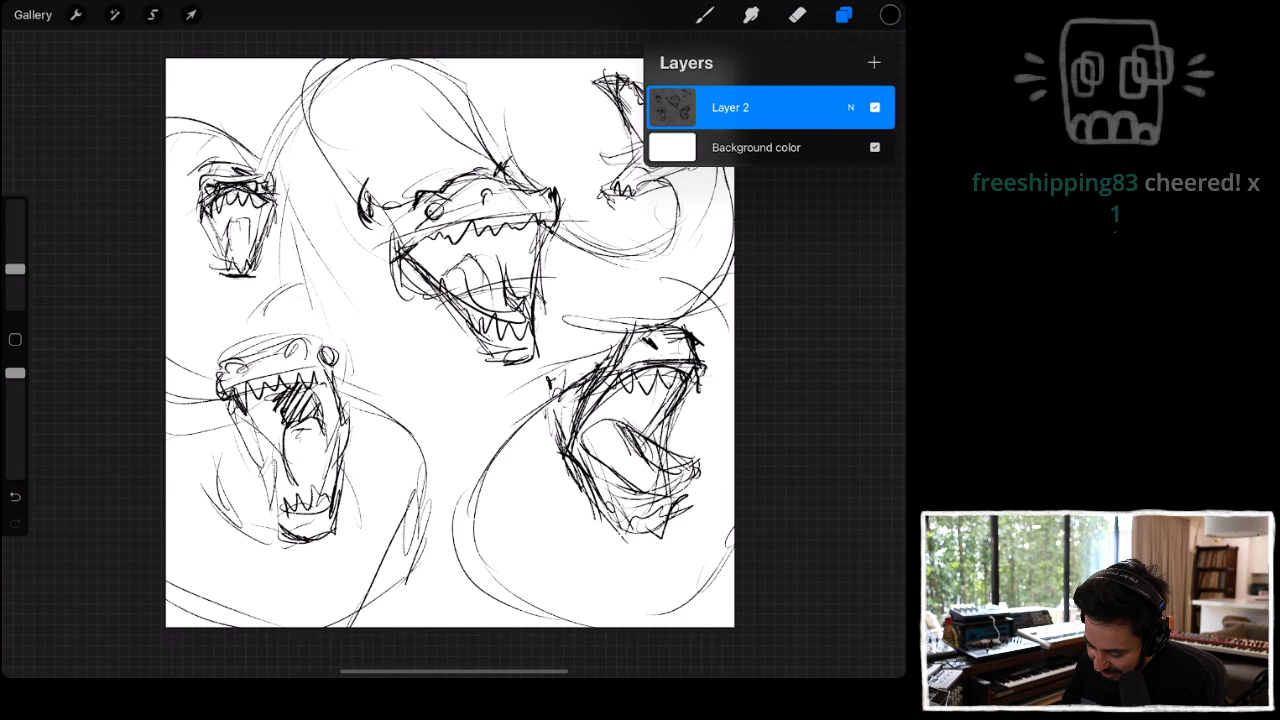 Gallery
Layers
Layer 2
N
Background color
freeshipping83 cheered! x
1